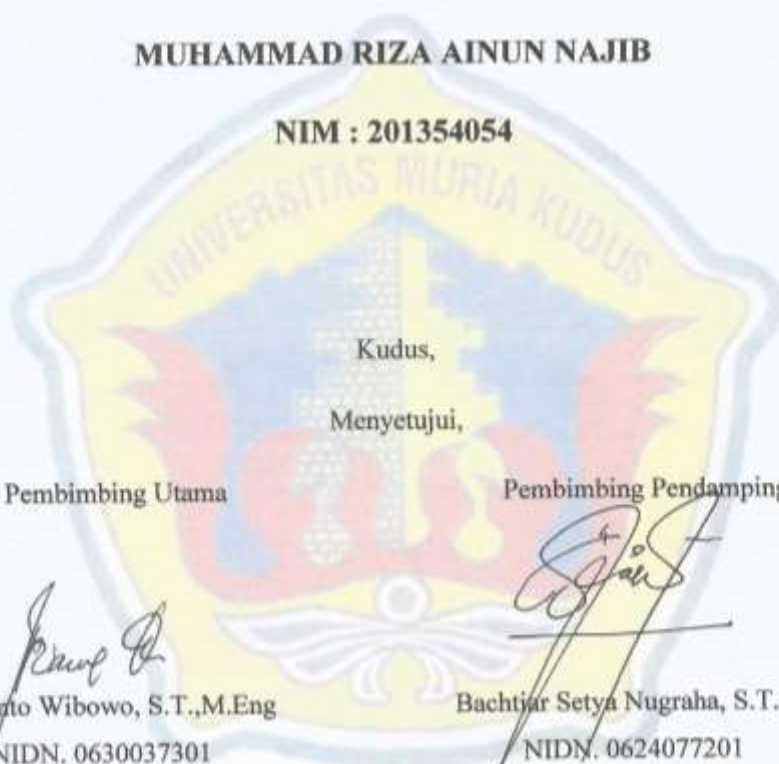 MUHAMMAD RIZA AINUN NAJIB
NIM : 201354054
UNIVERSITAS MURIA KUDUS
Kudus,
Menyetujui,
Pembimbing Utama
Pembimbing Pendamping
Wibowo, S.T.,M.Eng
Bachtiar Setya Nugraha, S.T.
NIDN. 0630037301
NIDN. 0624077201